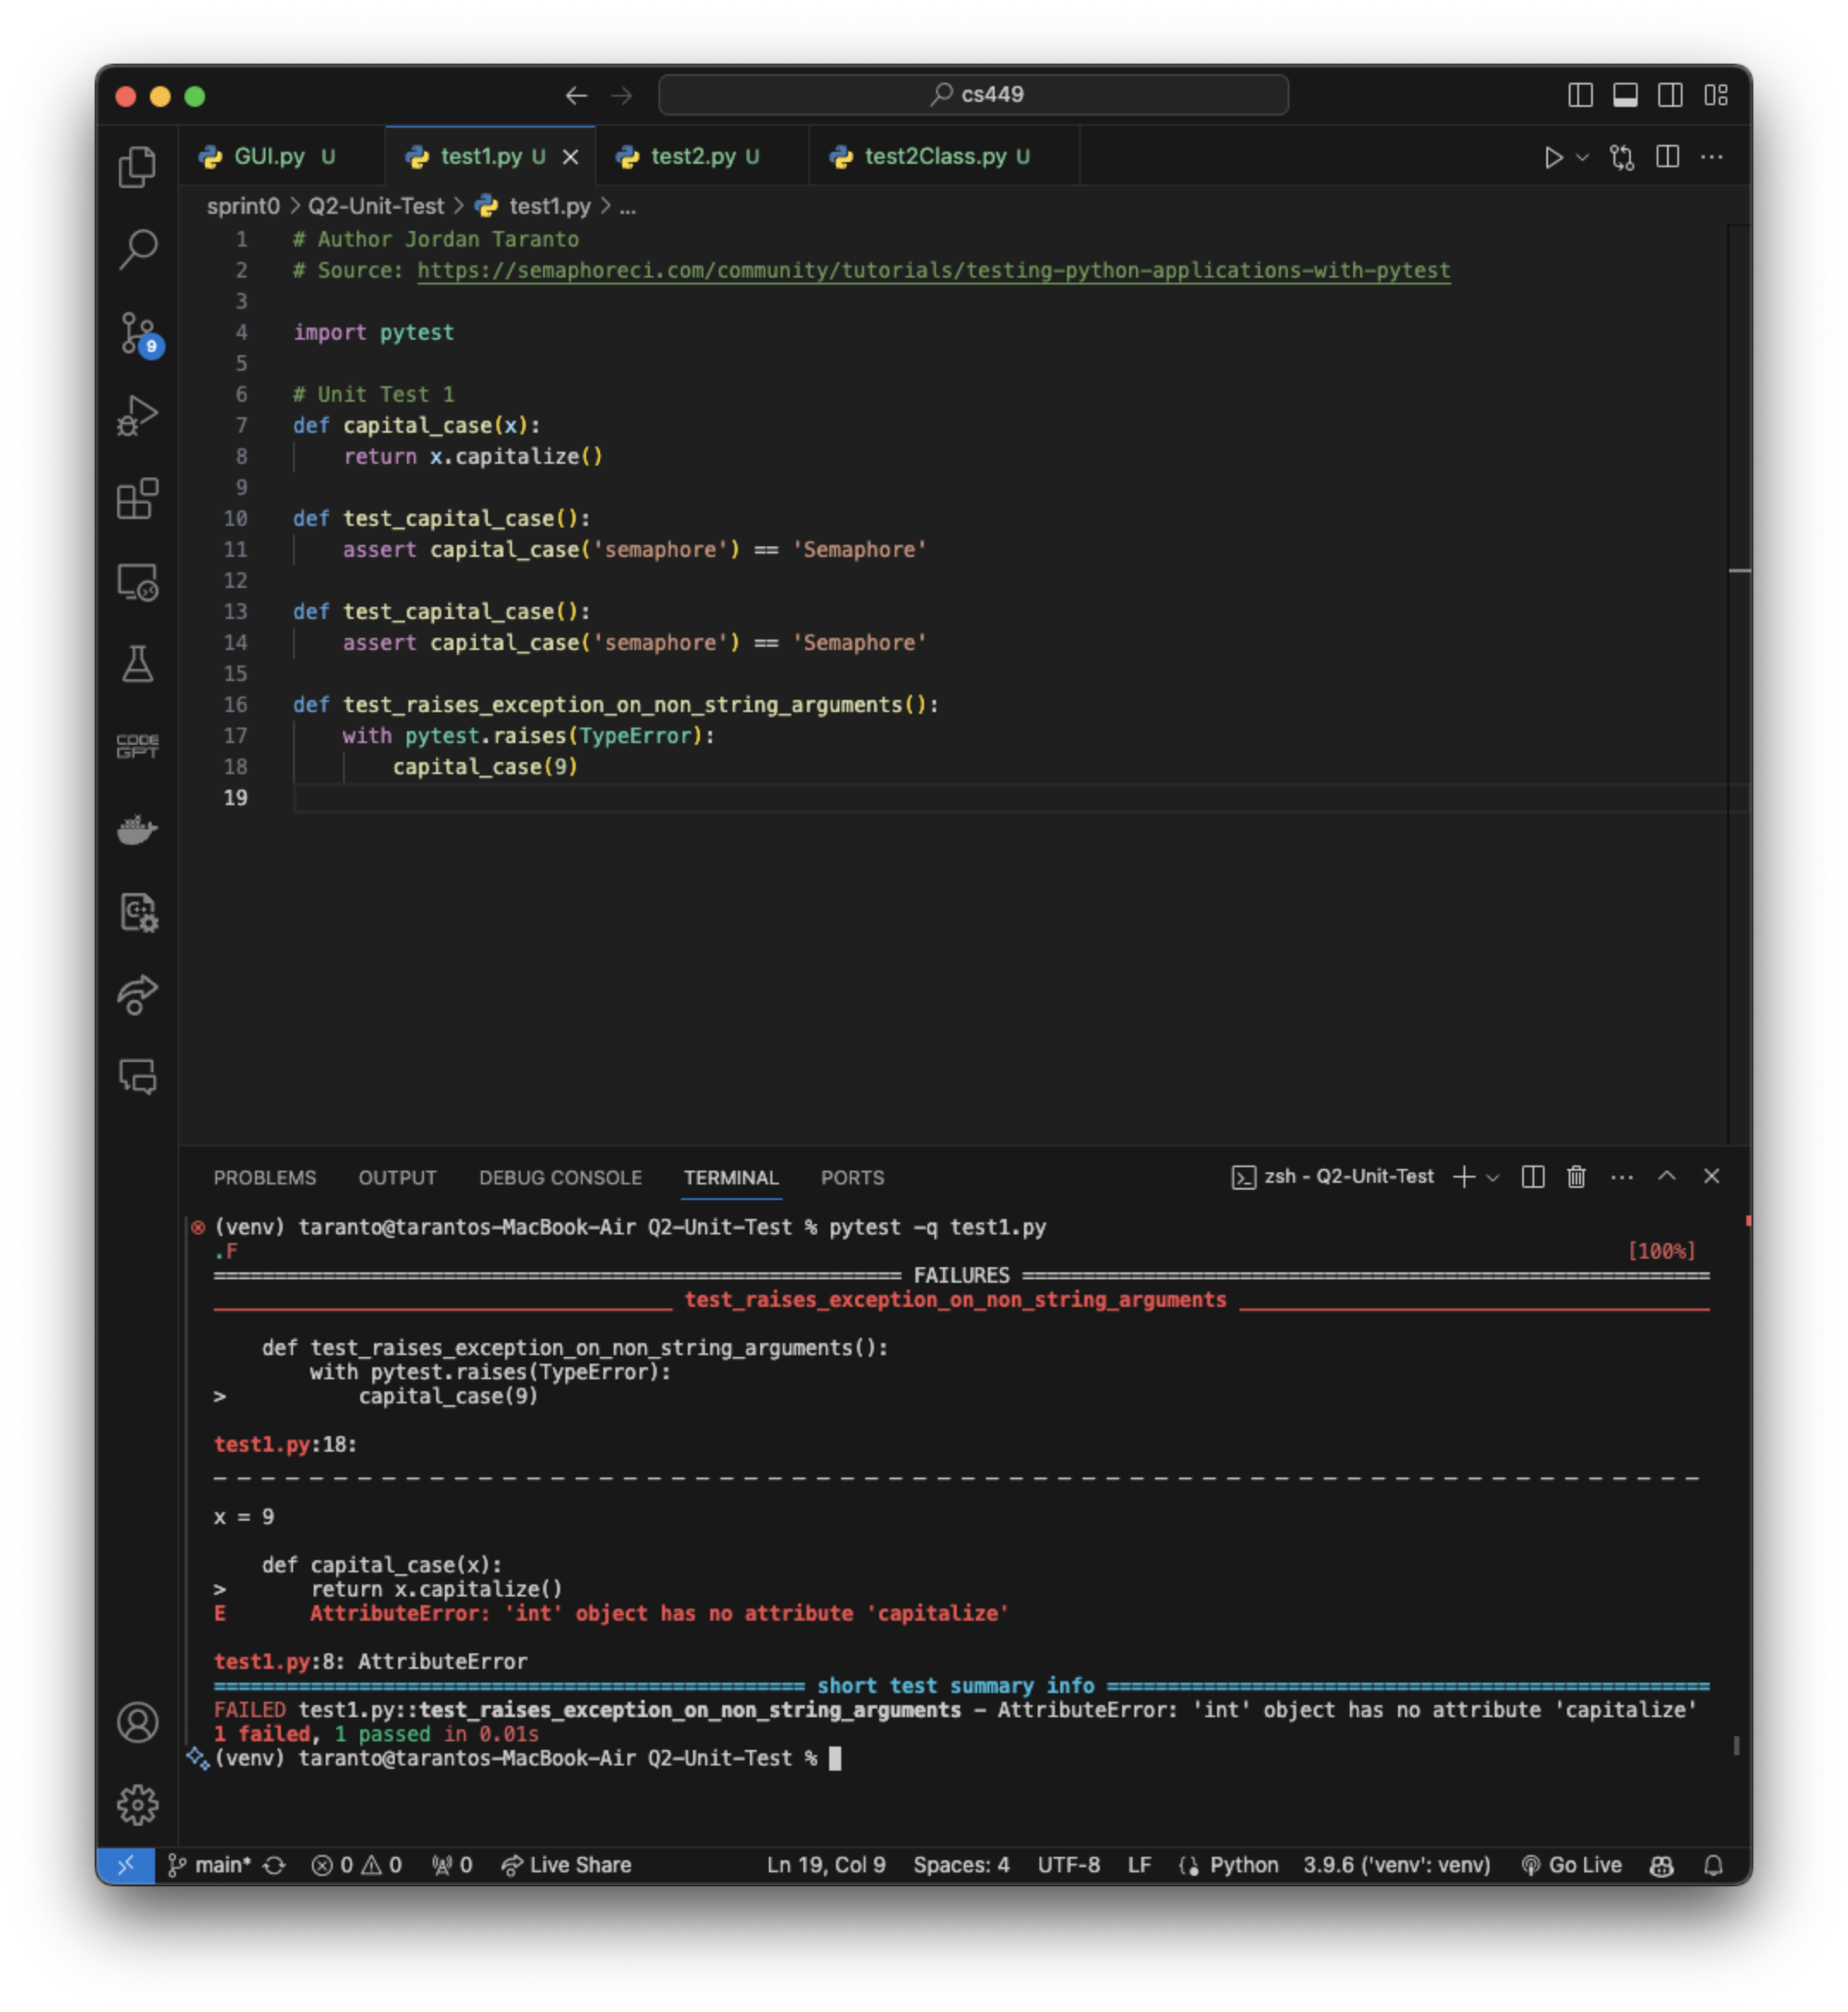 cs449
GUI.py U
test1.py U
test2.py U
test2Class.py U
sprint0 > Q2-Unit-Test > test1.py > ...
1 # Author Jordan Taranto
2 # Source: https://semaphoreci.com/community/tutorials/testing-python-applications-with-pytest
3
4 import pytest
5
6 # Unit Test 1
7 def capital_case(x):
8     return x.capitalize()
9
10 def test_capital_case():
11     assert capital_case('semaphore') == 'Semaphore'
12
13 def test_capital_case():
14     assert capital_case('semaphore') == 'Semaphore'
15
16 def test_raises_exception_on_non_string_arguments():
17     with pytest.raises(TypeError):
18         capital_case(9)
19
9
CODE
GPT
PROBLEMS OUTPUT DEBUG CONSOLE TERMINAL PORTS zsh - Q2-Unit-Test
(venv) taranto@tarantos-MacBook-Air Q2-Unit-Test % pytest -q test1.py
.F [100%]
FAILURES
test_raises_exception_on_non_string_arguments
def test_raises_exception_on_non_string_arguments():
    with pytest.raises(TypeError):
>       capital_case(9)
test1.py:18:
x = 9
def capital_case(x):
>   return x.capitalize()
E   AttributeError: 'int' object has no attribute 'capitalize'
test1.py:8: AttributeError
short test summary info
FAILED test1.py::test_raises_exception_on_non_string_arguments - AttributeError: 'int' object has no attribute 'capitalize'
1 failed, 1 passed in 0.01s
(venv) taranto@tarantos-MacBook-Air Q2-Unit-Test %
main* 0 0 0 Live Share Ln 19, Col 9 Spaces: 4 UTF-8 LF Python 3.9.6 ('venv': venv) Go Live